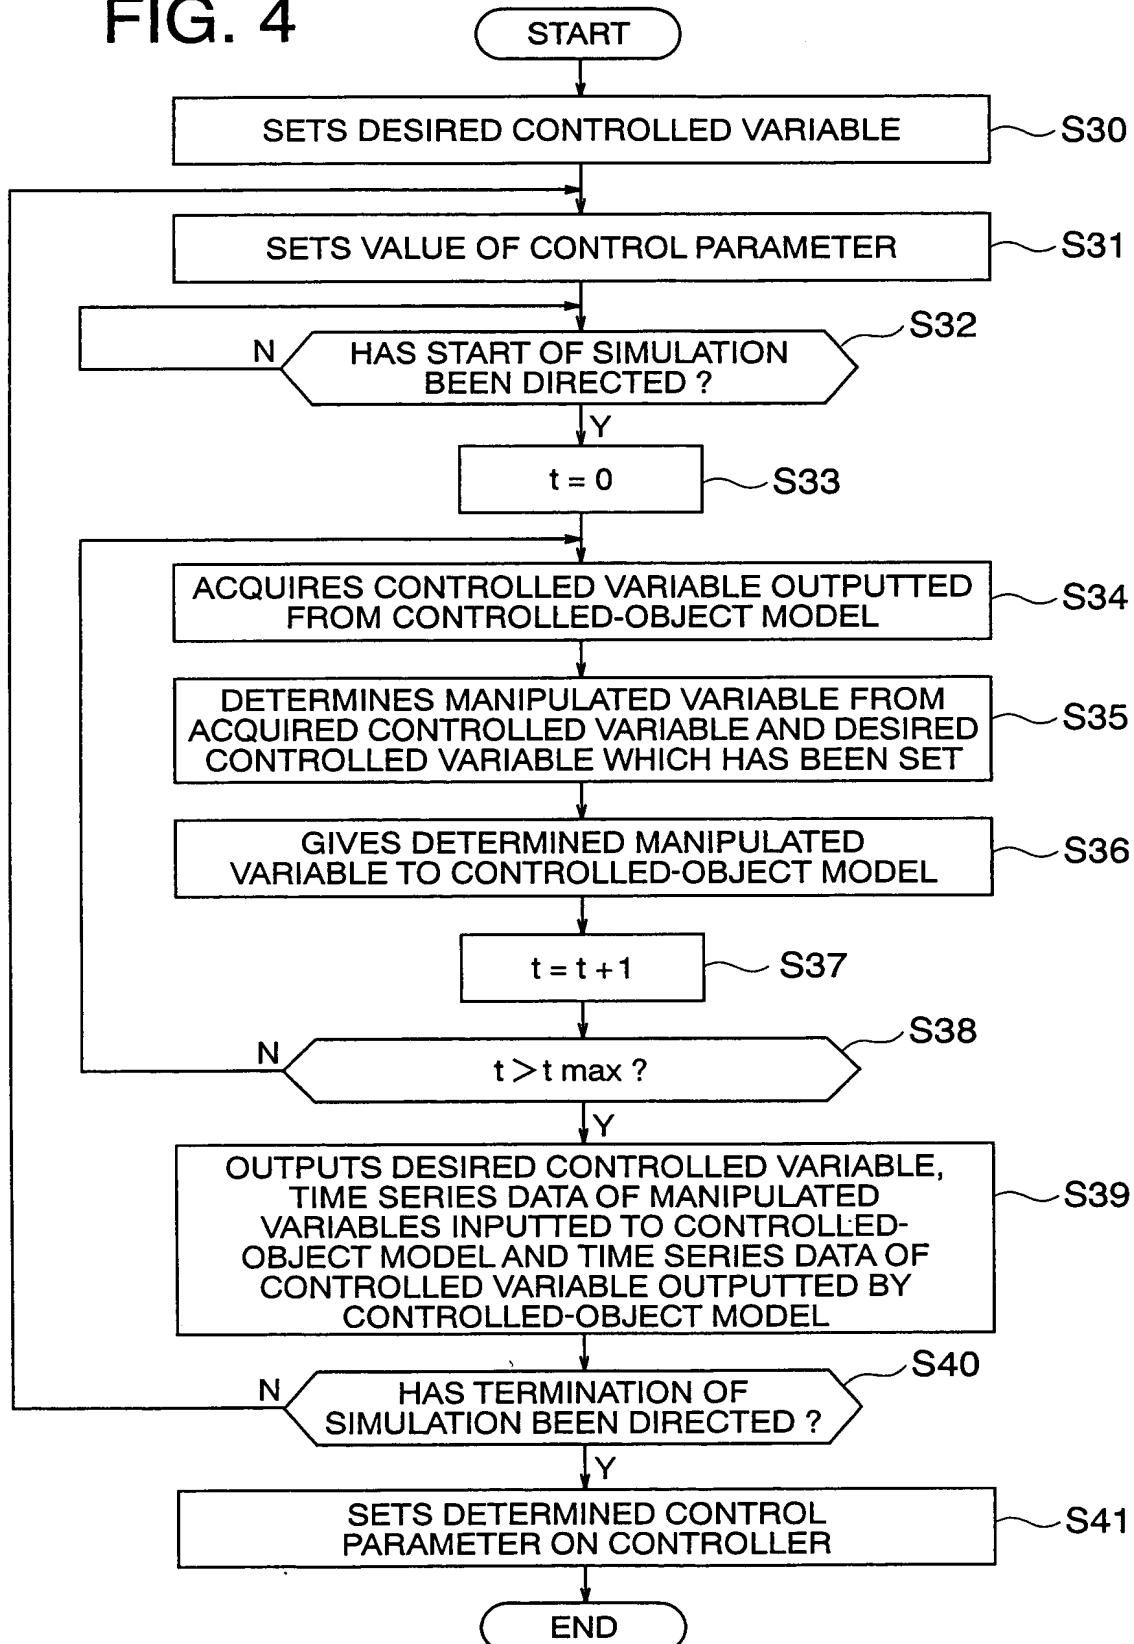 FIG. 4
START
SETS DESIRED CONTROLLED VARIABLE
S30
SETS VALUE OF CONTROL PARAMETER
S31
S32
N
HAS START OF SIMULATION
BEEN DIRECTED ?
Y
t = 0
S33
ACQUIRES CONTROLLED VARIABLE OUTPUTTED
FROM CONTROLLED-OBJECT MODEL
S34
DETERMINES MANIPULATED VARIABLE FROM
ACQUIRED CONTROLLED VARIABLE AND DESIRED
CONTROLLED VARIABLE WHICH HAS BEEN SET
S35
GIVES DETERMINED MANIPULATED
VARIABLE TO CONTROLLED-OBJECT MODEL
S36
t = t + 1
S37
S38
N
t > t max ?
Y
OUTPUTS DESIRED CONTROLLED VARIABLE,
TIME SERIES DATA OF MANIPULATED
VARIABLES INPUTTED TO CONTROLLED-
OBJECT MODEL AND TIME SERIES DATA OF
CONTROLLED VARIABLE OUTPUTTED BY
CONTROLLED-OBJECT MODEL
S39
S40
N
HAS TERMINATION OF
SIMULATION BEEN DIRECTED ?
Y
SETS DETERMINED CONTROL
PARAMETER ON CONTROLLER
S41
END